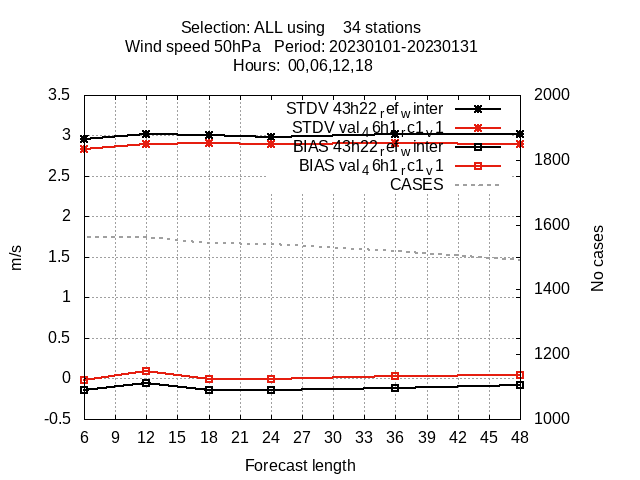 Selection: ALL using    34 stations
Wind speed 50hPa   Period: 20230101-20230131
Hours:  00,06,12,18
3.5
3
2.5
2
1.5
1
0.5
0
-0.5
m/s
STDV 43h22ref_winter
STDV val_46h1_rc1_v1
BIAS 43h22ref_winter
BIAS val_46h1_rc1_v1
CASES
2000
1800
1600
1400
1200
1000
No cases
6 9 12 15 18 21 24 27 30 33 36 39 42 45 48
Forecast length